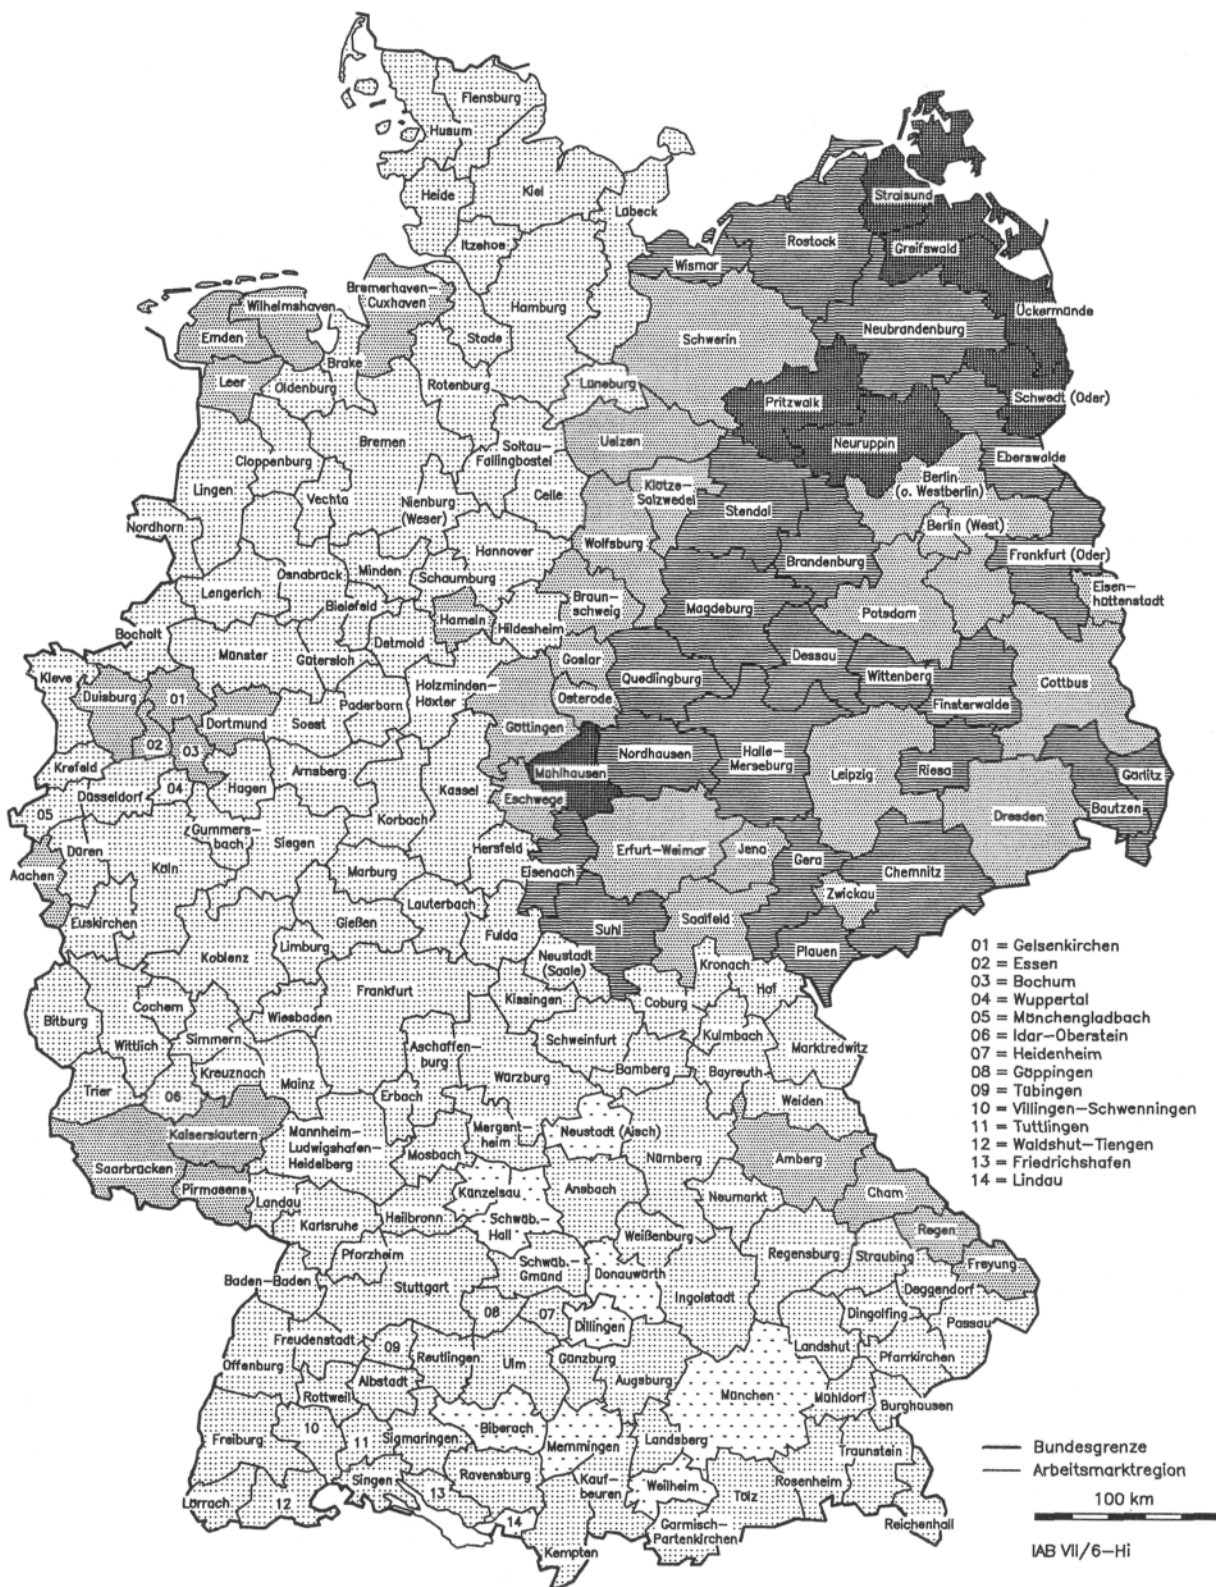 Flensburg
Husum
Heide
Kiel
Lübeck
Itzehoe
Stralsund
Greifswald
Rostock
Wismar
Bremerhaven-
Cuxhaven
Hamburg
Wilhelmshaven
Emden
Stade
Schwerin
Neubrandenburg
Ückermünde
Brake
Leer
Oldenburg
Rotenburg
Lüneburg
Pritzwalk
Schwedt (Oder)
Bremen
Uelzen
Neuruppin
Soltau-
Fallingbostel
Cloppenburg
Eberswalde
Lingen
Vechta
Nienburg
(Weser)
Celle
Klötze-
Salzwedel
Stendal
Berlin
(o. Westberlin)
Berlin (West)
Nordhorn
Hannover
Wolfsburg
Brandenburg
Frankfurt (Oder)
Osnabrück
Minden
Schaumburg
Lengerich
Bielefeld
Hameln
Hildesheim
Braun-
schweig
Magdeburg
Potsdam
Eisen-
hüttenstadt
Bocholt
Münster
Gütersloh
Detmold
Goslar
Dessau
Kleve
Duisburg
01
Holzminden-
Höxter
Osterode
Quedlingburg
Wittenberg
Finsterwalde
Cottbus
Dortmund
Soest
Paderborn
Göttingen
02
03
Nordhausen
Halle-
Merseburg
Leipzig
Riesa
Görlitz
Krefeld
Arnsberg
Kassel
Mühlhausen
Düsseldorf
04
Hagen
Eschwege
Bautzen
05
Korbach
Dresden
Gummers-
bach
Siegen
Hersfeld
Erfurt-Weimar
Jena
Düren
Köln
Aachen
Marburg
Eisenach
Gera
Chemnitz
Zwickau
Lauterbach
Euskirchen
Gießen
Fulda
Suhl
Saalfeld
Limburg
Koblenz
Neustadt
(Saale)
Plauen
Kronach
Frankfurt
Hof
Kissingen
Coburg
Cochem
Wiesbaden
Bitburg
Simmern
Wittlich
Aschaffen-
burg
Schweinfurt
Kulmbach
Marktredwitz
Bamberg
Bayreuth
Kreuznach
Mainz
Trier
06
Erbach
Würzburg
Weiden
Kaiserslautern
Mannheim-
Ludwigshafen-
Heidelberg
Mergent-
heim
Neustadt (Aisch)
Mosbach
Nürnberg
Amberg
Saarbrücken
Pirmasens
Landau
Künzelsau
Ansbach
Neumarkt
Cham
Karlsruhe
Heilbronn
Schwäb.-
Hall
Weißenburg
Regen
Pforzheim
Regensburg
Straubing
Freyung
Schwäb.-
Gmünd
Donauwörth
Baden-Baden
Stuttgart
Deggendorf
Ingolstadt
Dingolfing
Passau
08
07
Dillingen
Freudenstadt
09
Reutlingen
Ulm
Günzburg
Landshut
Pfarrkirchen
Offenburg
Albstadt
Augsburg
Rottweil
München
Mühldorf
Burghausen
10
Biberach
Freiburg
11
Sigmaringen
Memmingen
Landsberg
Traunstein
Singen
Ravensburg
Kauf-
beuren
Weilheim
Rosenheim
Lörrach
12
13
Tölz
14
Garmisch-
Partenkirchen
Reichenhall
Kempten
01 = Gelsenkirchen
02 = Essen
03 = Bochum
04 = Wuppertal
05 = Mönchengladbach
06 = Idar-Oberstein
07 = Heidenheim
08 = Göppingen
09 = Tübingen
10 = Villingen-Schwenningen
11 = Tuttlingen
12 = Waldshut-Tiengen
13 = Friedrichshafen
14 = Lindau
Bundesgrenze
Arbeitsmarktregion
100 km
IAB VII/6-Hi